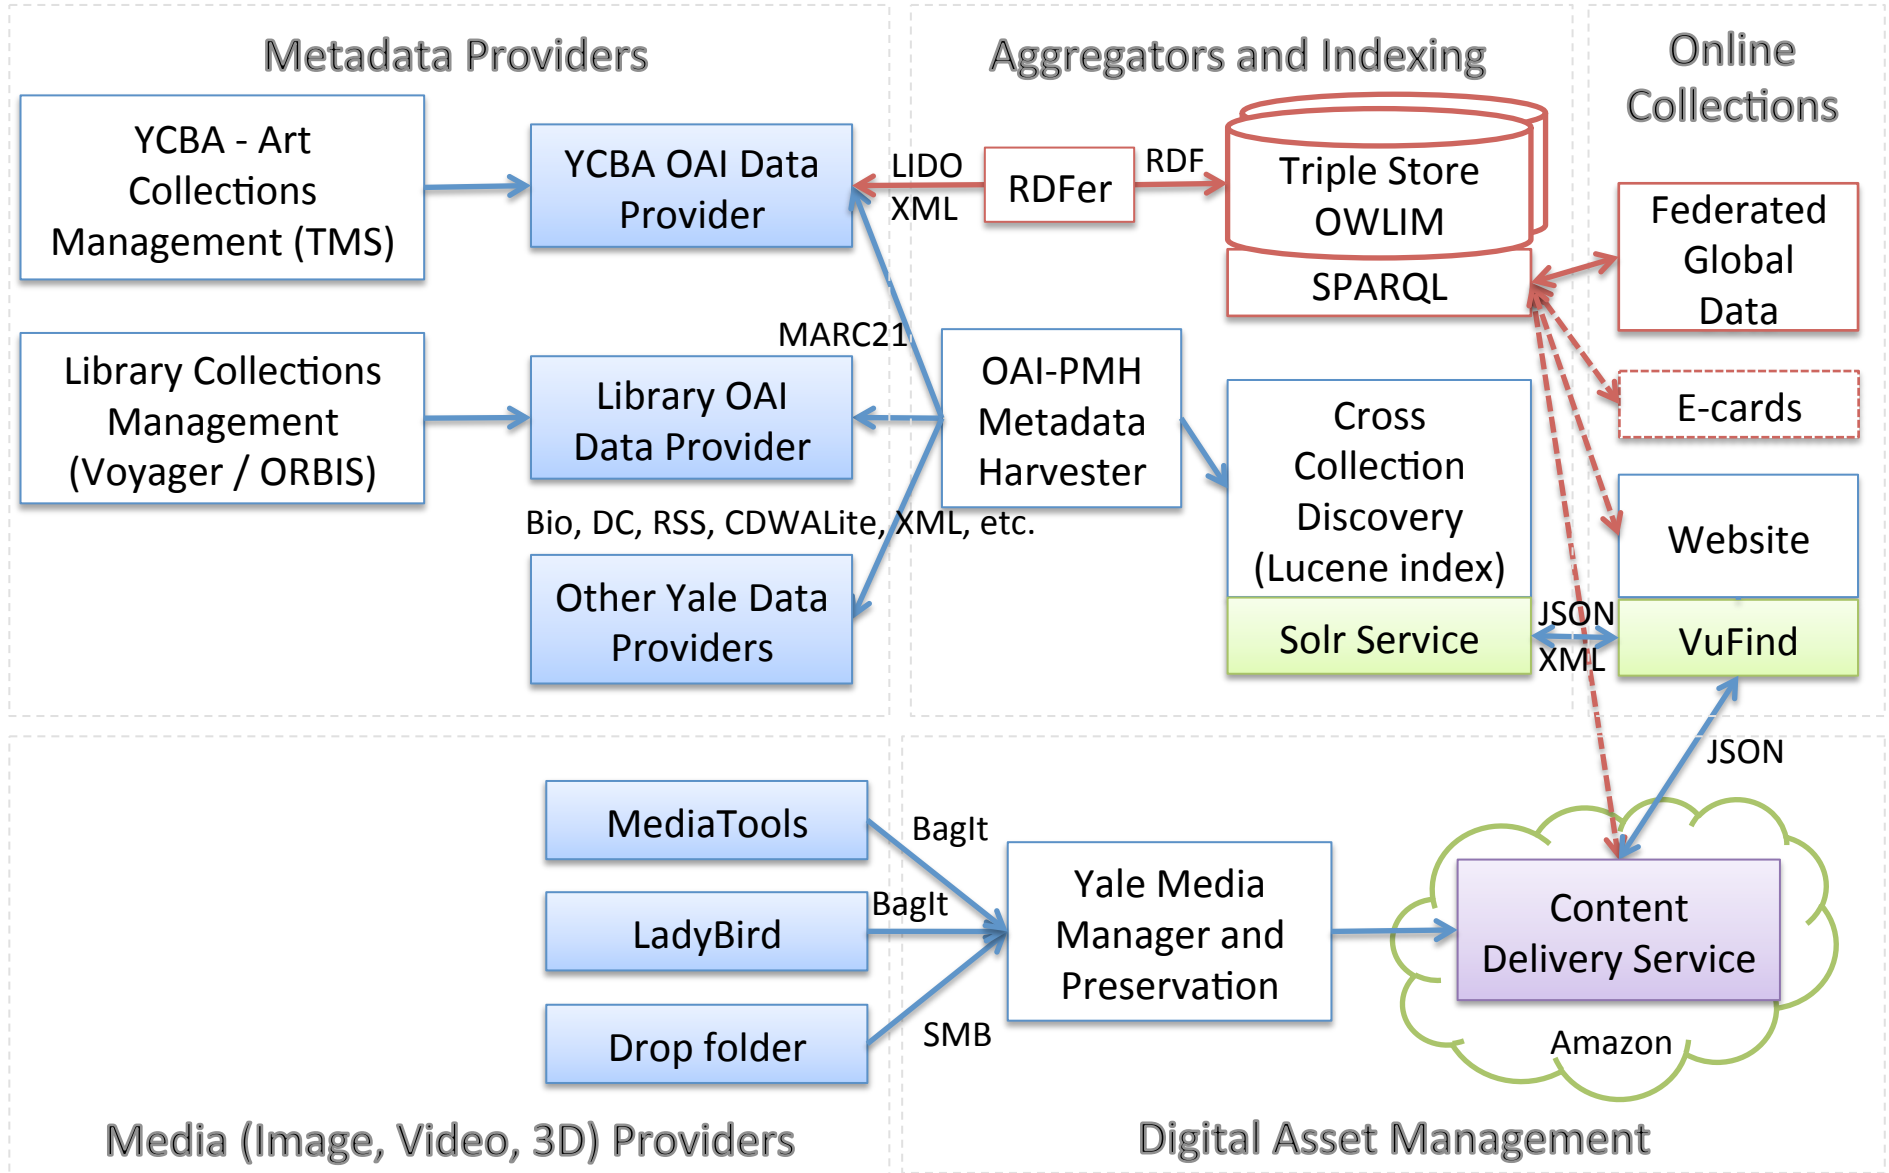 Metadata Providers
Aggregators and Indexing
Online
Collections
YCBA - Art
Collections
Management (TMS)
YCBA OAI Data
Provider
LIDO
XML
RDFer
RDF
Triple Store
OWLIM
SPARQL
Federated
Global
Data
Library Collections
Management
(Voyager / ORBIS)
MARC21
Library OAI
Data Provider
OAI-PMH
Metadata
Harvester
Cross
Collection
Discovery
(Lucene index)
E-cards
Website
Bio, DC, RSS, CDWALite, XML, etc.
Other Yale Data
Providers
Solr Service
JSON
XML
VuFind
JSON
MediaTools
BagIt
LadyBird
BagIt
Drop folder
SMB
Yale Media
Manager and
Preservation
Content
Delivery Service
Amazon
Media (Image, Video, 3D) Providers
Digital Asset Management